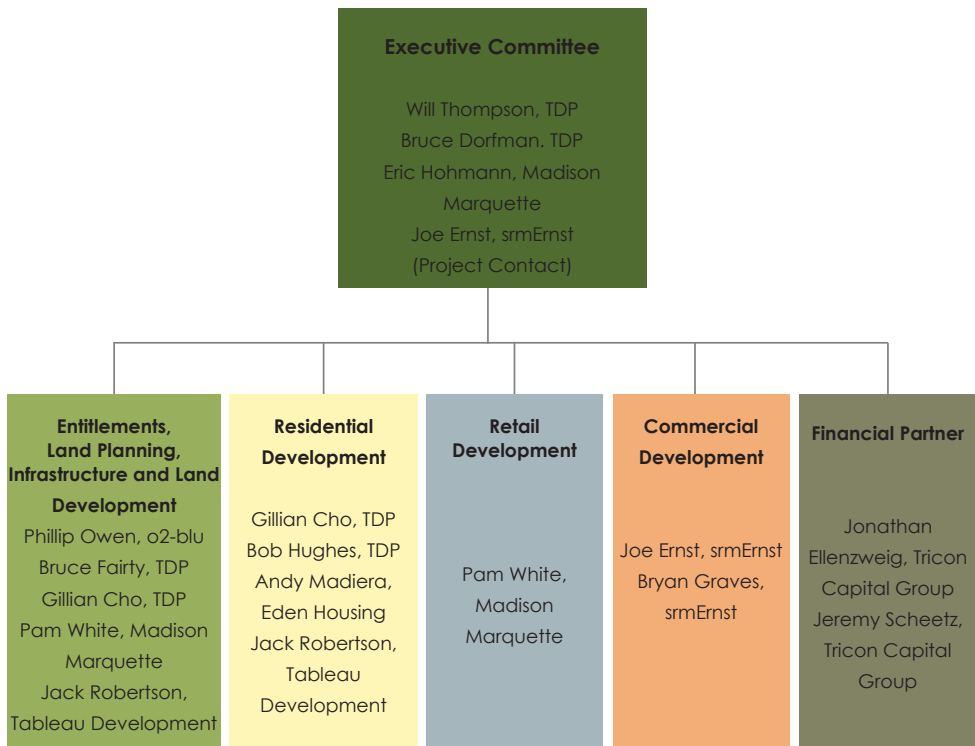 Executive Committee
Will Thompson, TDP
Bruce Dorfman. TDP
Eric Hohmann, Madison
Marquette
Joe Ernst, srmErnst
(Project Contact)
Entitlements,
Land Planning,
Infrastructure and Land
Development
Phillip Owen, o2-blu
Bruce Fairty, TDP
Gillian Cho, TDP
Pam White, Madison
Marquette
Jack Robertson,
Tableau Development
Residential
Development
Gillian Cho, TDP
Bob Hughes, TDP
Andy Madiera,
Eden Housing
Jack Robertson,
Tableau
Development
Retail
Development
Pam White,
Madison
Marquette
Commercial
Development
Joe Ernst, srmErnst
Bryan Graves,
srmErnst
Financial Partner
Jonathan
Ellenzweig, Tricon
Capital Group
Jeremy Scheetz,
Tricon Capital
Group